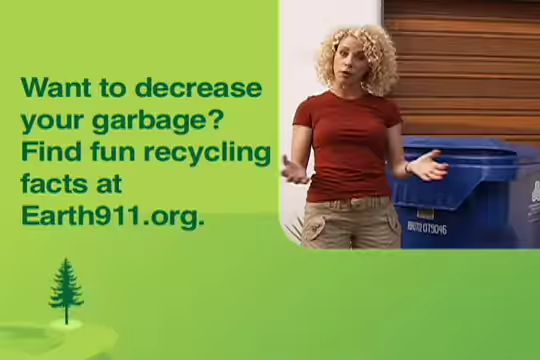 Want to decrease
your garbage?
Find fun recycling
facts at
Earth911.org.